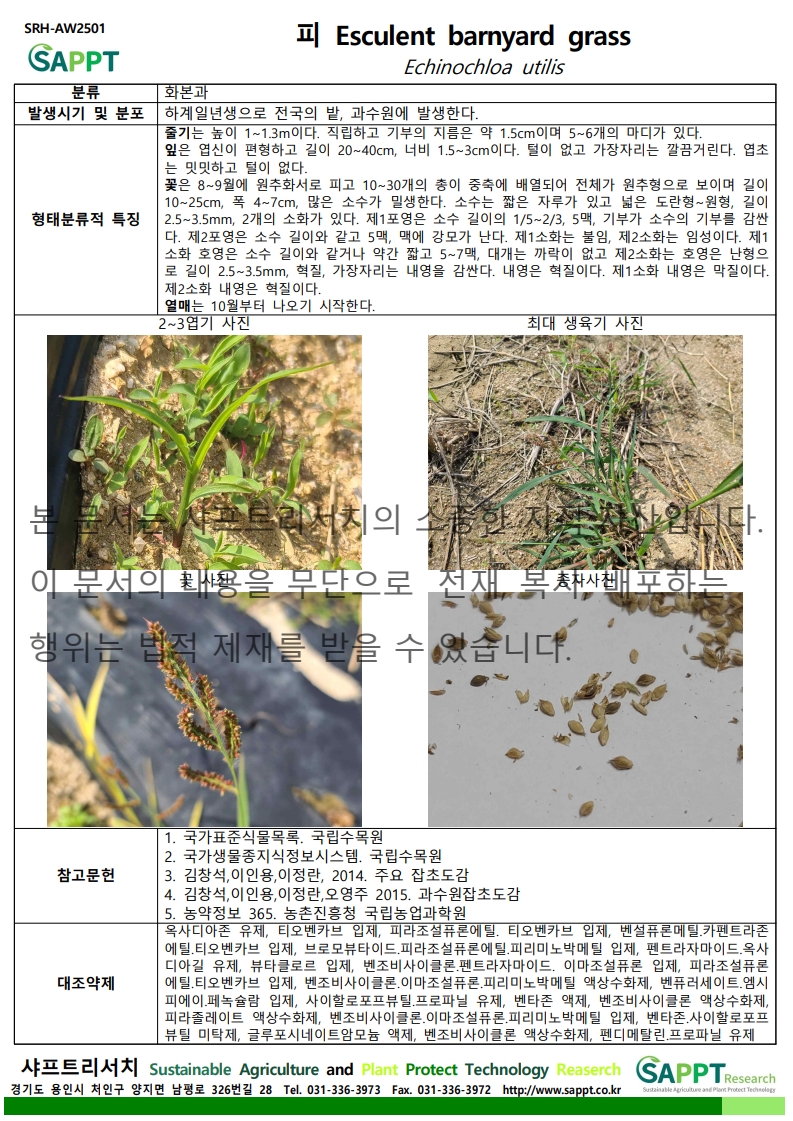 SRH-AW2501
SAPPT
피 Esculent barnyard grass
Echinochloa utilis
분류
화본과
발생시기 및 분포
하계일년생으로 전국의 밭, 과수원에 발생한다.
형태분류적 특징
줄기는 높이 1~1.3m이다. 직립하고 기부의 지름은 약 1.5cm이며 5~6개의 마디가 있다.
잎은 엽신이 편형하고 길이 20~40cm, 너비 1.5~3cm이다. 털이 없고 가장자리는 깔끔거린다. 엽초
는 밋밋하고 털이 없다.
꽃은 8~9월에 원추화서로 피고 10~30개의 총이 중축에 배열되어 전체가 원추형으로 보이며 길이
10~25cm, 폭 4~7cm, 많은 소수가 밀생한다. 소수는 짧은 자루가 있고 넓은 도란형~원형, 길이
2.5~3.5mm, 2개의 소화가 있다. 제1포영은 소수 길이의 1/5~2/3, 5맥, 기부가 소수의 기부를 감싼
다. 제2포영은 소수 길이와 같고 5맥, 맥에 강모가 난다. 제1소화는 불임, 제2소화는 임성이다. 제1
소화 호영은 소수 길이와 같거나 약간 짧고 5~7맥, 대개는 까락이 없고 제2소화는 호영은 난형으
로 길이 2.5~3.5mm, 혁질, 가장자리는 내영을 감싼다. 내영은 혁질이다. 제1소화 내영은 막질이다.
제2소화 내영은 혁질이다.
열매는 10월부터 나오기 시작한다.
2~3엽기 사진
최대 생육기 사진
본 문서는 샤프트리서치의 소중한 지적 자산입니다.
꽃 사진
종자사진
이 문서의 내용을 무단으로 전재, 복사, 배포하는
행위는 법적 제재를 받을 수 있습니다.
참고문헌
1. 국가표준식물목록. 국립수목원
2. 국가생물종지식정보시스템. 국립수목원
3. 김창석,이인용,이정란, 2014. 주요 잡초도감
4. 김창석,이인용,이정란,오영주 2015. 과수원잡초도감
5. 농약정보 365. 농촌진흥청 국립농업과학원
대조약제
옥사디아존 유제, 티오벤카브 입제, 피라조설퓨론에틸. 티오벤카브 입제, 벤설퓨론메틸.카펜트라존
에틸.티오벤카브 입제, 브로모뷰타이드.피라조설퓨론에틸.피리미노박메틸 입제, 펜트라자마이드.옥사
디아길 유제, 뷰타클로르 입제, 벤조비사이클론.펜트라자마이드. 이마조설퓨론 입제, 피라조설퓨론
에틸.티오벤카브 입제, 벤조비사이클론.이마조설퓨론.피리미노박메틸 액상수화제, 벤퓨러세이트.엠시
피에이.페녹슐람 입제, 사이할로포프뷰틸.프로파닐 유제, 벤타존 액제, 벤조비사이클론 액상수화제,
피라졸레이트 액상수화제, 벤조비사이클론.이마조설퓨론.피리미노박메틸 입제, 벤타존.사이할로포프
뷰틸 미탁제, 글루포시네이트암모늄 액제, 벤조비사이클론 액상수화제, 펜디메탈린.프로파닐 유제
샤프트리서치 Sustainable Agriculture and Plant Protect Technology Reaserch
경기도 용인시 처인구 양지면 남평로 326번길 28 Tel. 031-336-3973 Fax. 031-336-3972 http://www.sappt.co.kr
SAPPT Research
Sustainable Agriculture and Plant Protect Technology